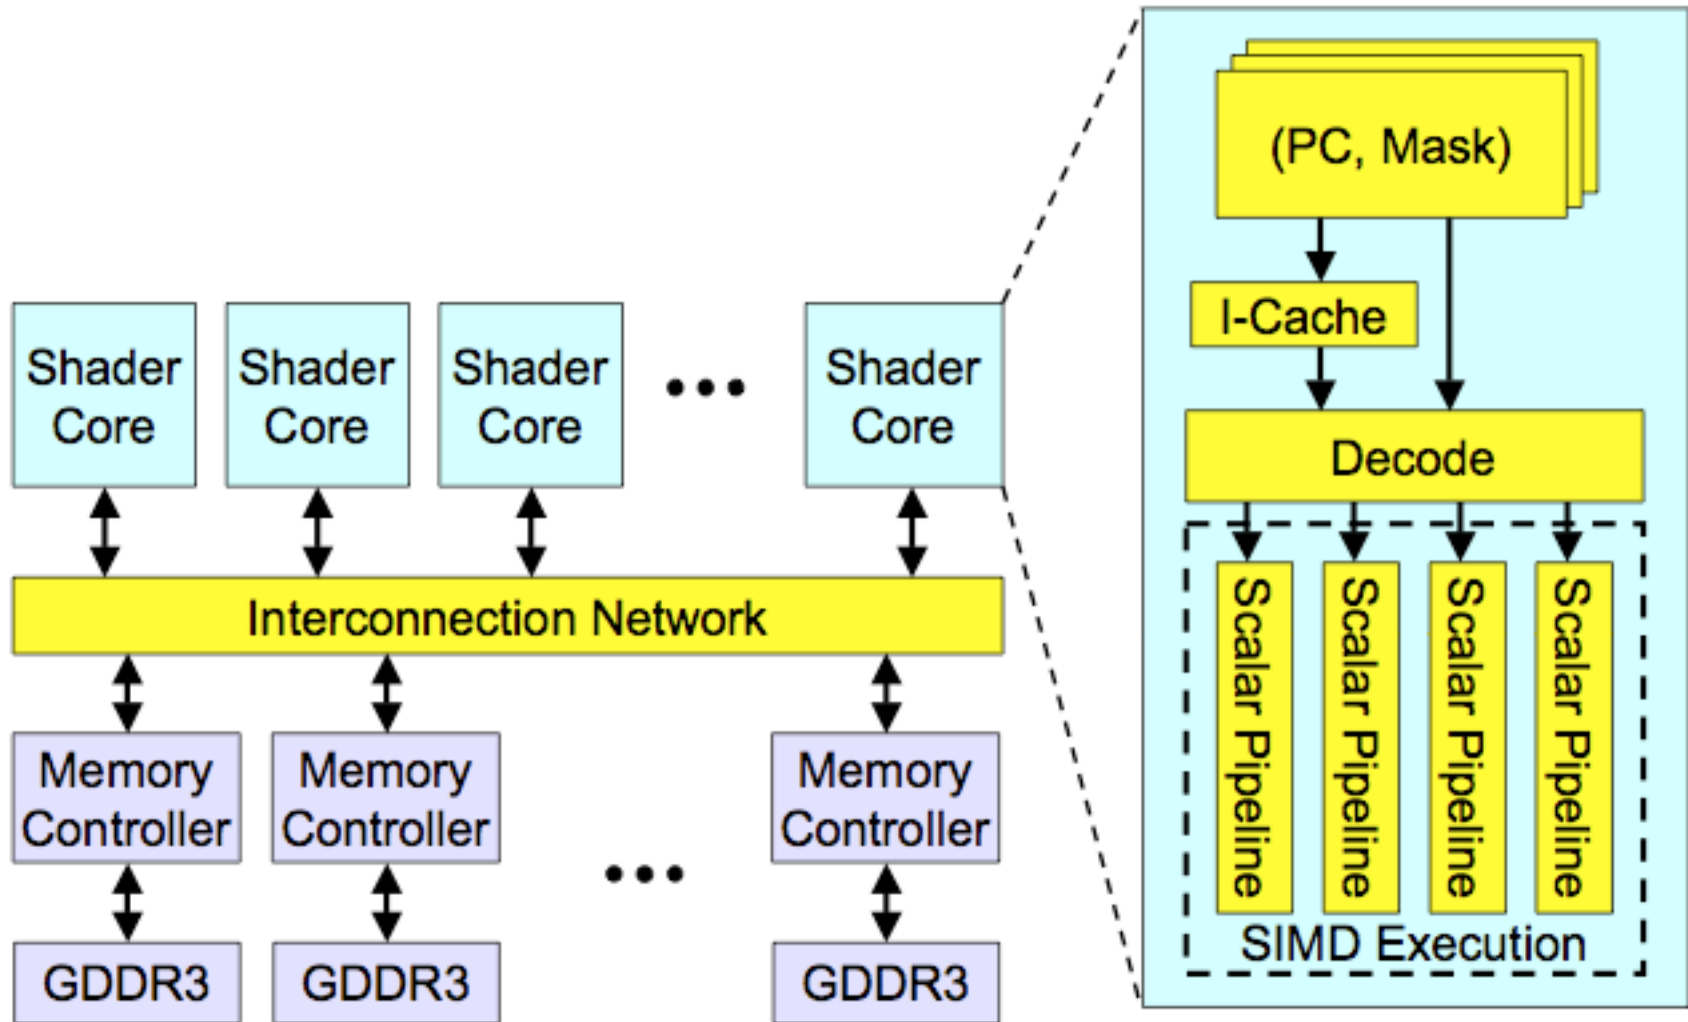 Shader
Core
Shader
Core
Shader
Core
Shader
Core
Interconnection Network
Memory
Controller
Memory
Controller
Memory
Controller
GDDR3
GDDR3
GDDR3
(PC, Mask)
I-Cache
Decode
Scalar Pipeline
Scalar Pipeline
Scalar Pipeline
Scalar Pipeline
SIMD Execution